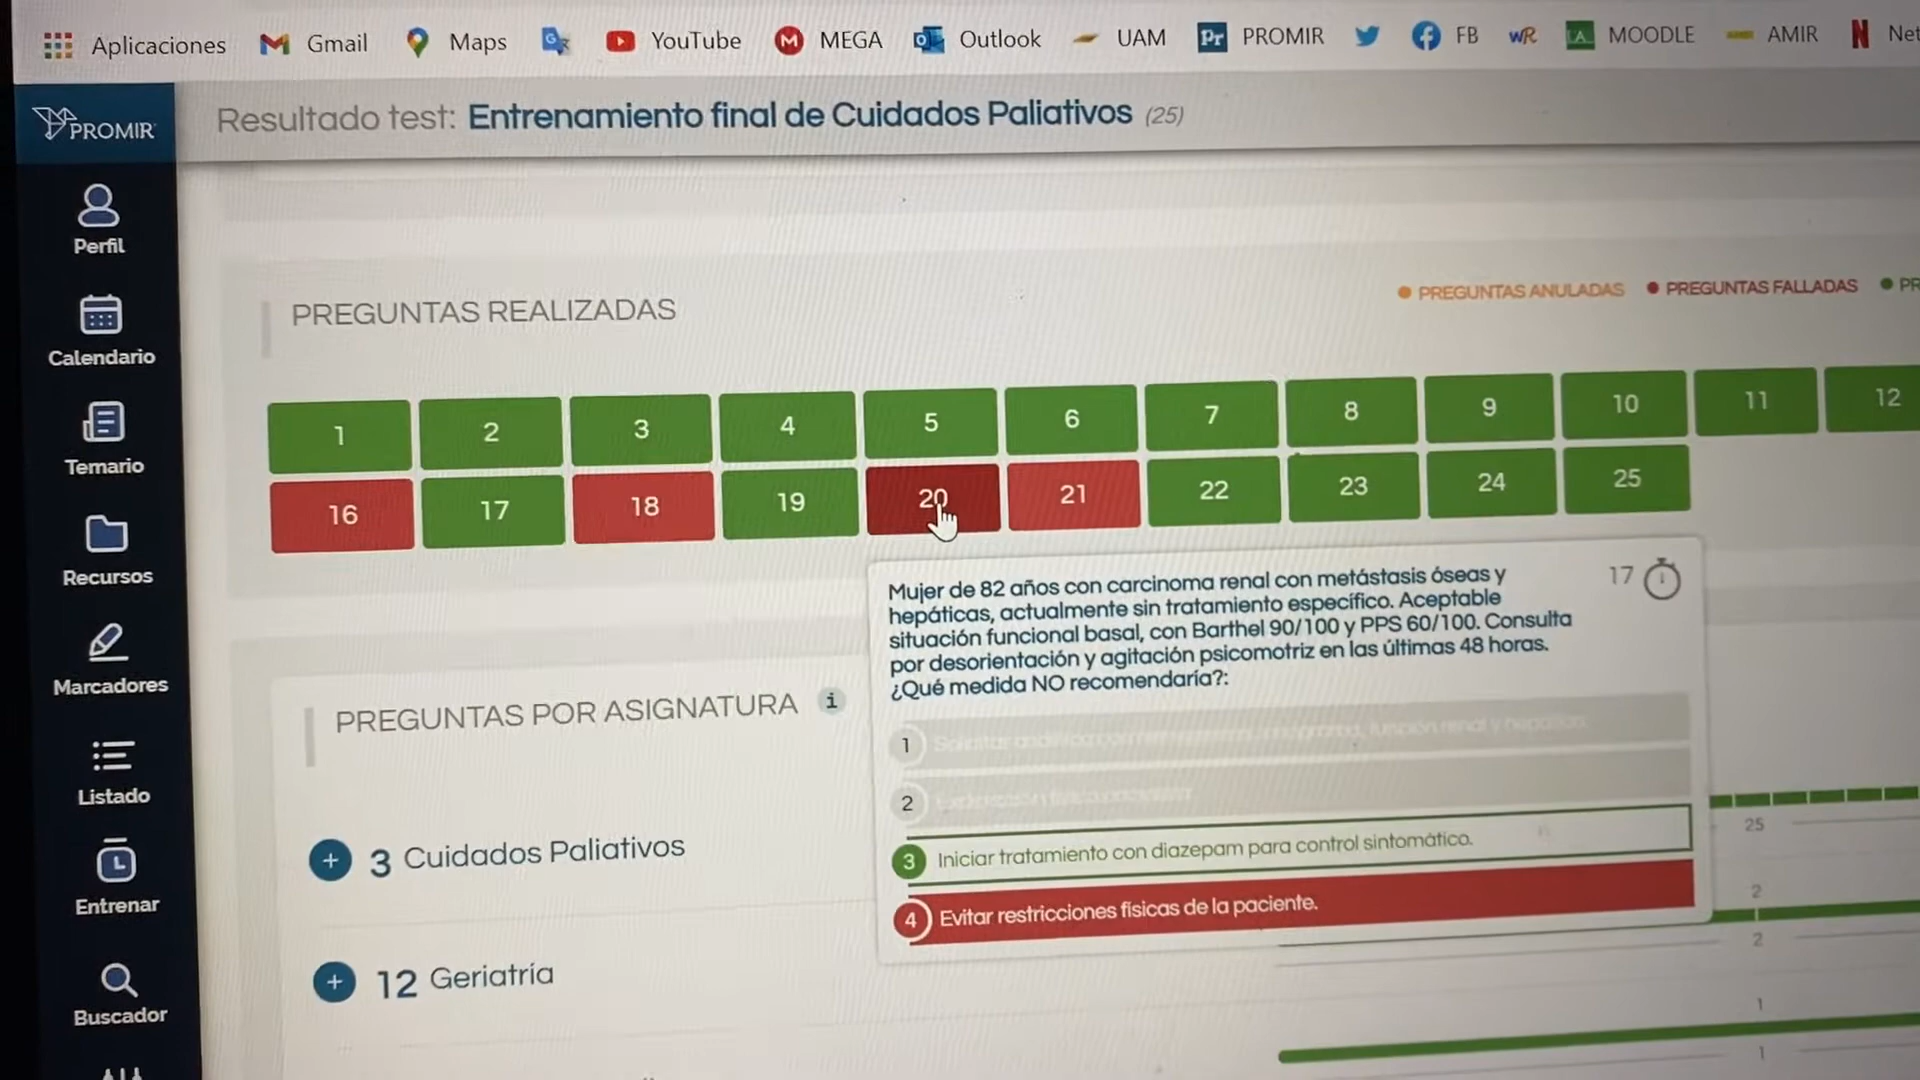 Aplicaciones Gmail Maps YouTube MEGA Outlook UAM Pr PROMIR FB WR MOODLE AMIR Net
PROMIR
Resultado test: Entrenamiento final de Cuidados Paliativos (25)
Perfil
Calendario
Temario
Recursos
Marcadores
Listado
Entrenar
Buscador
PREGUNTAS REALIZADAS
PREGUNTAS ANULADAS PREGUNTAS FALLADAS PR
1 2 3 4 5 6 7 8 9 10 11 12
16 17 18 19 20 21 22 23 24 25
Mujer de 82 años con carcinoma renal con metástasis óseas y
hepáticas, actualmente sin tratamiento específico. Aceptable
situación funcional basal, con Barthel 90/100 y PPS 60/100. Consulta
por desorientación y agitación psicomotriz en las últimas 48 horas.
¿Qué medida NO recomendaría?:
17
1
2
3 Iniciar tratamiento con diazepam para control sintomático.
4 Evitar restricciones físicas de la paciente.
PREGUNTAS POR ASIGNATURA i
+ 3 Cuidados Paliativos
+ 12 Geriatría
25
2
2
1
1